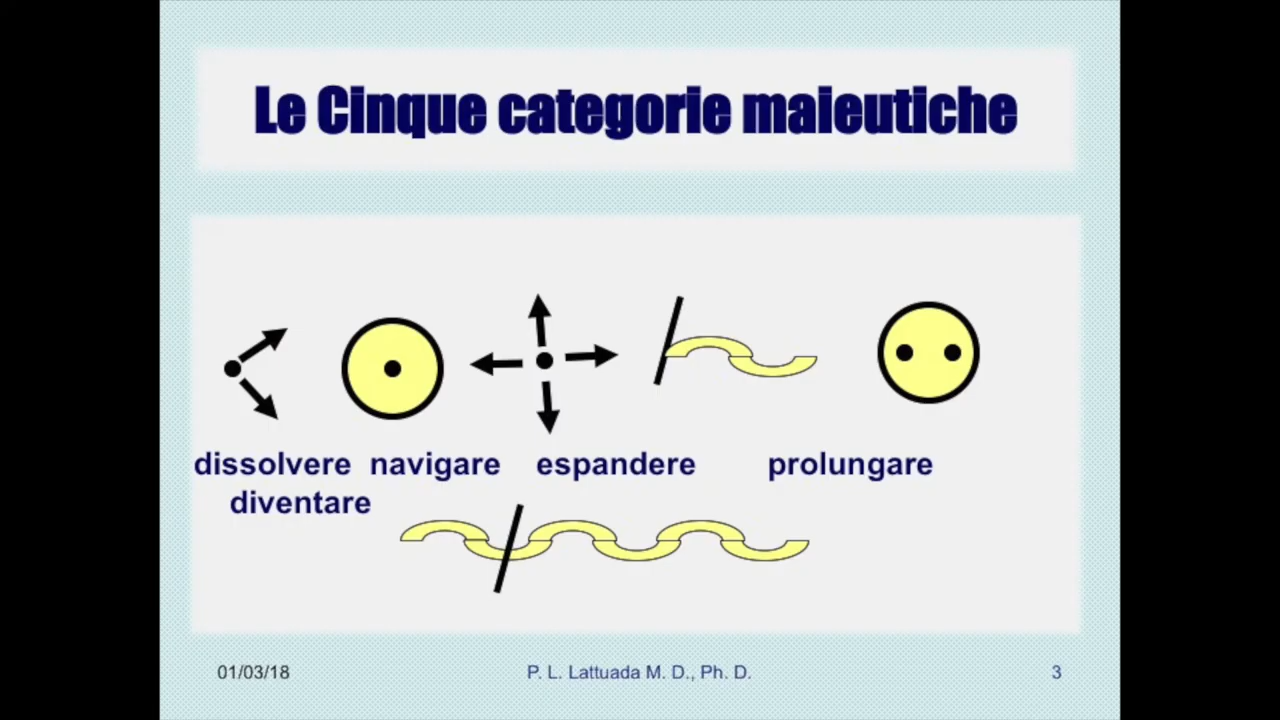 Le Cinque categorie maieutiche
dissolvere navigare espandere prolungare
diventare
01/03/18 P. L. Lattuada M. D., Ph. D. 3